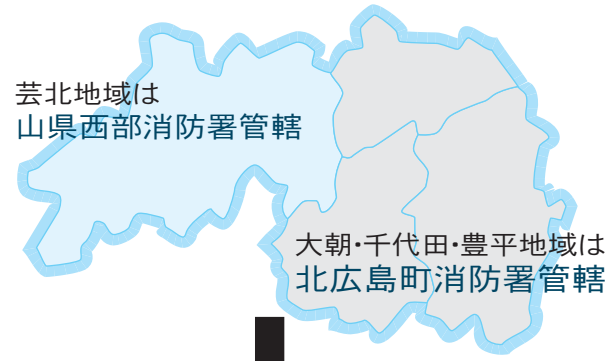 芸北地域は
山県西部消防署管轄
大朝・千代田・豊平地域は
北広島町消防署管轄